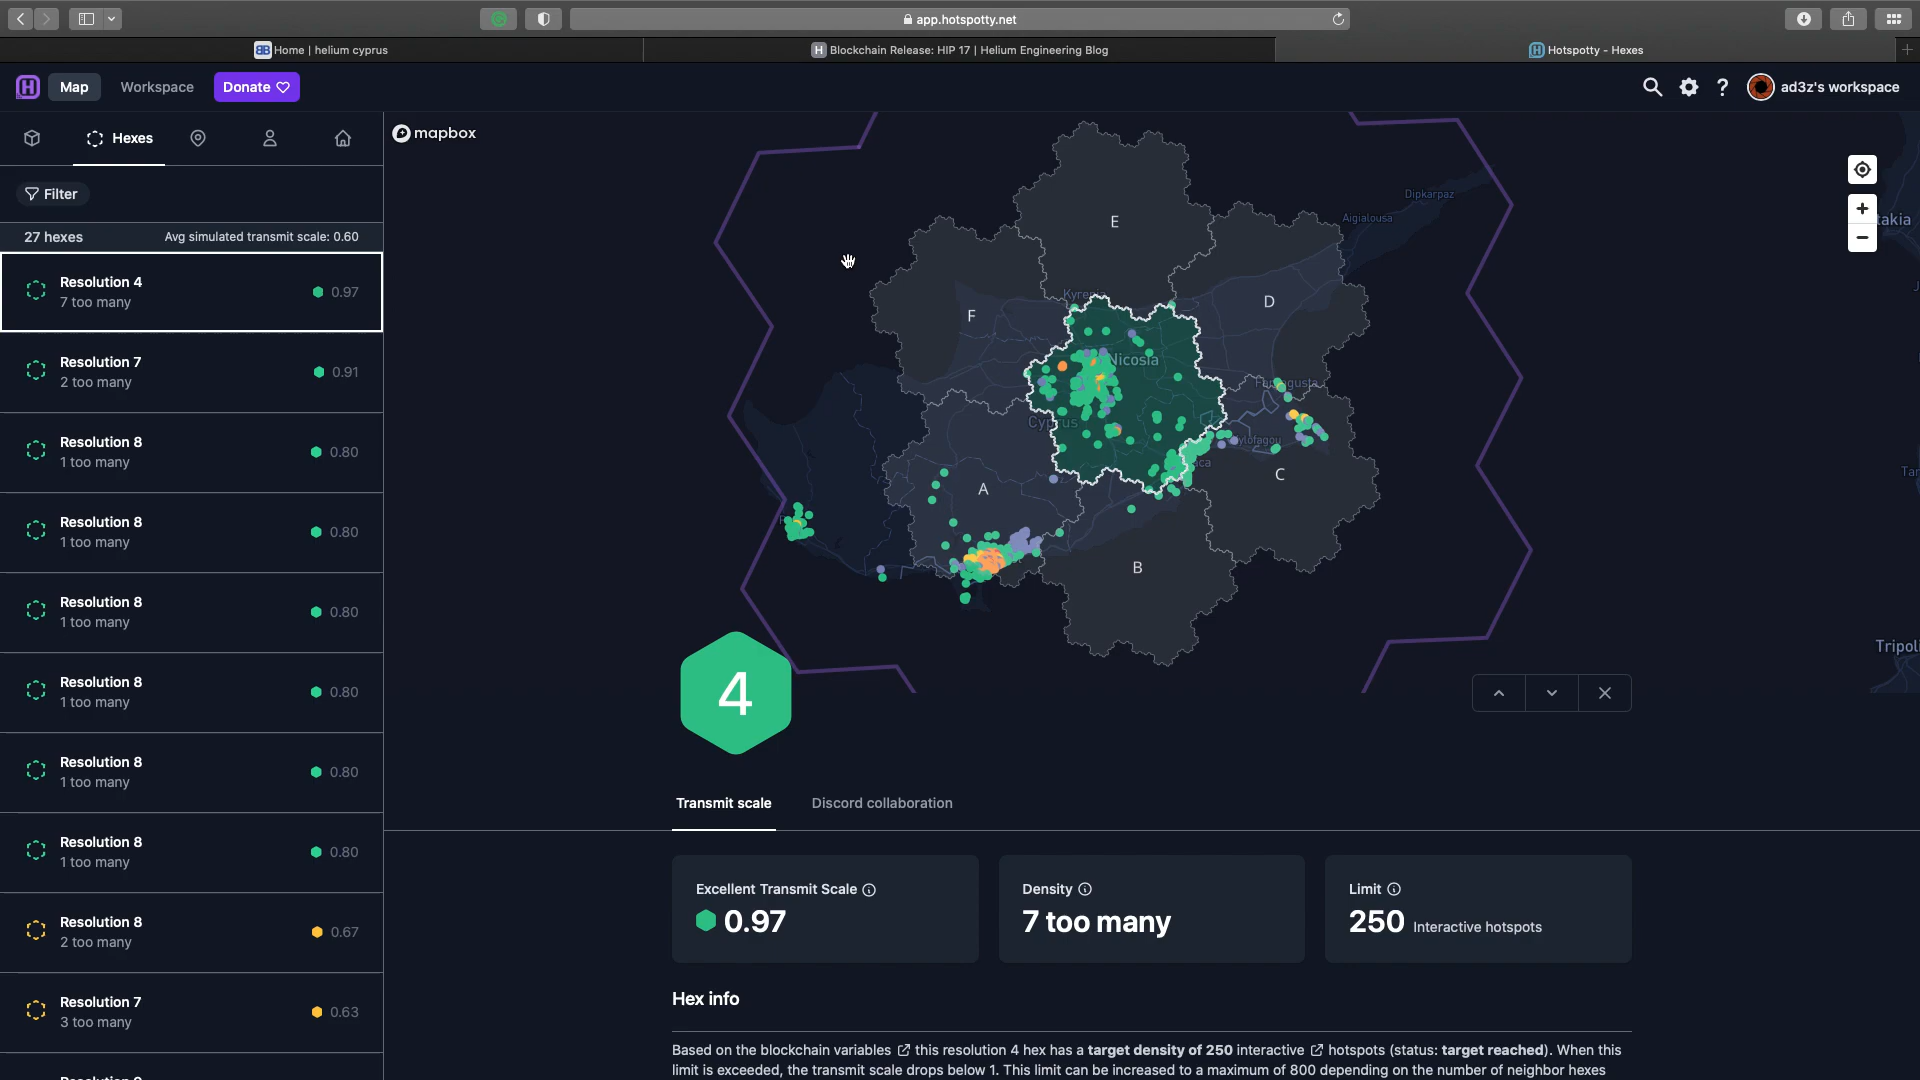 app.hotspotty.net
Home | helium cyprus
Blockchain Release: HIP 17 | Helium Engineering Blog
Hotspotty - Hexes
Map
Workspace
Donate
ad3z's workspace
Hexes
mapbox
Filter
27 hexes
Avg simulated transmit scale: 0.60
Resolution 4
7 too many
0.97
Resolution 7
2 too many
0.91
Resolution 8
1 too many
0.80
Resolution 8
1 too many
0.80
Resolution 8
1 too many
0.80
Resolution 8
1 too many
0.80
Resolution 8
1 too many
0.80
Resolution 8
1 too many
0.80
Resolution 8
2 too many
0.67
Resolution 7
3 too many
0.63
Dipkarpaz
Aigialousa
E
D
F
Nicosia
Cyprus
A
C
B
4
Transmit scale
Discord collaboration
Excellent Transmit Scale
0.97
Density
7 too many
Limit
250 Interactive hotspots
Hex info
Based on the blockchain variables this resolution 4 hex has a target density of 250 interactive hotspots (status: target reached). When this
limit is exceeded, the transmit scale drops below 1. This limit can be increased to a maximum of 800 depending on the number of neighbor hexes